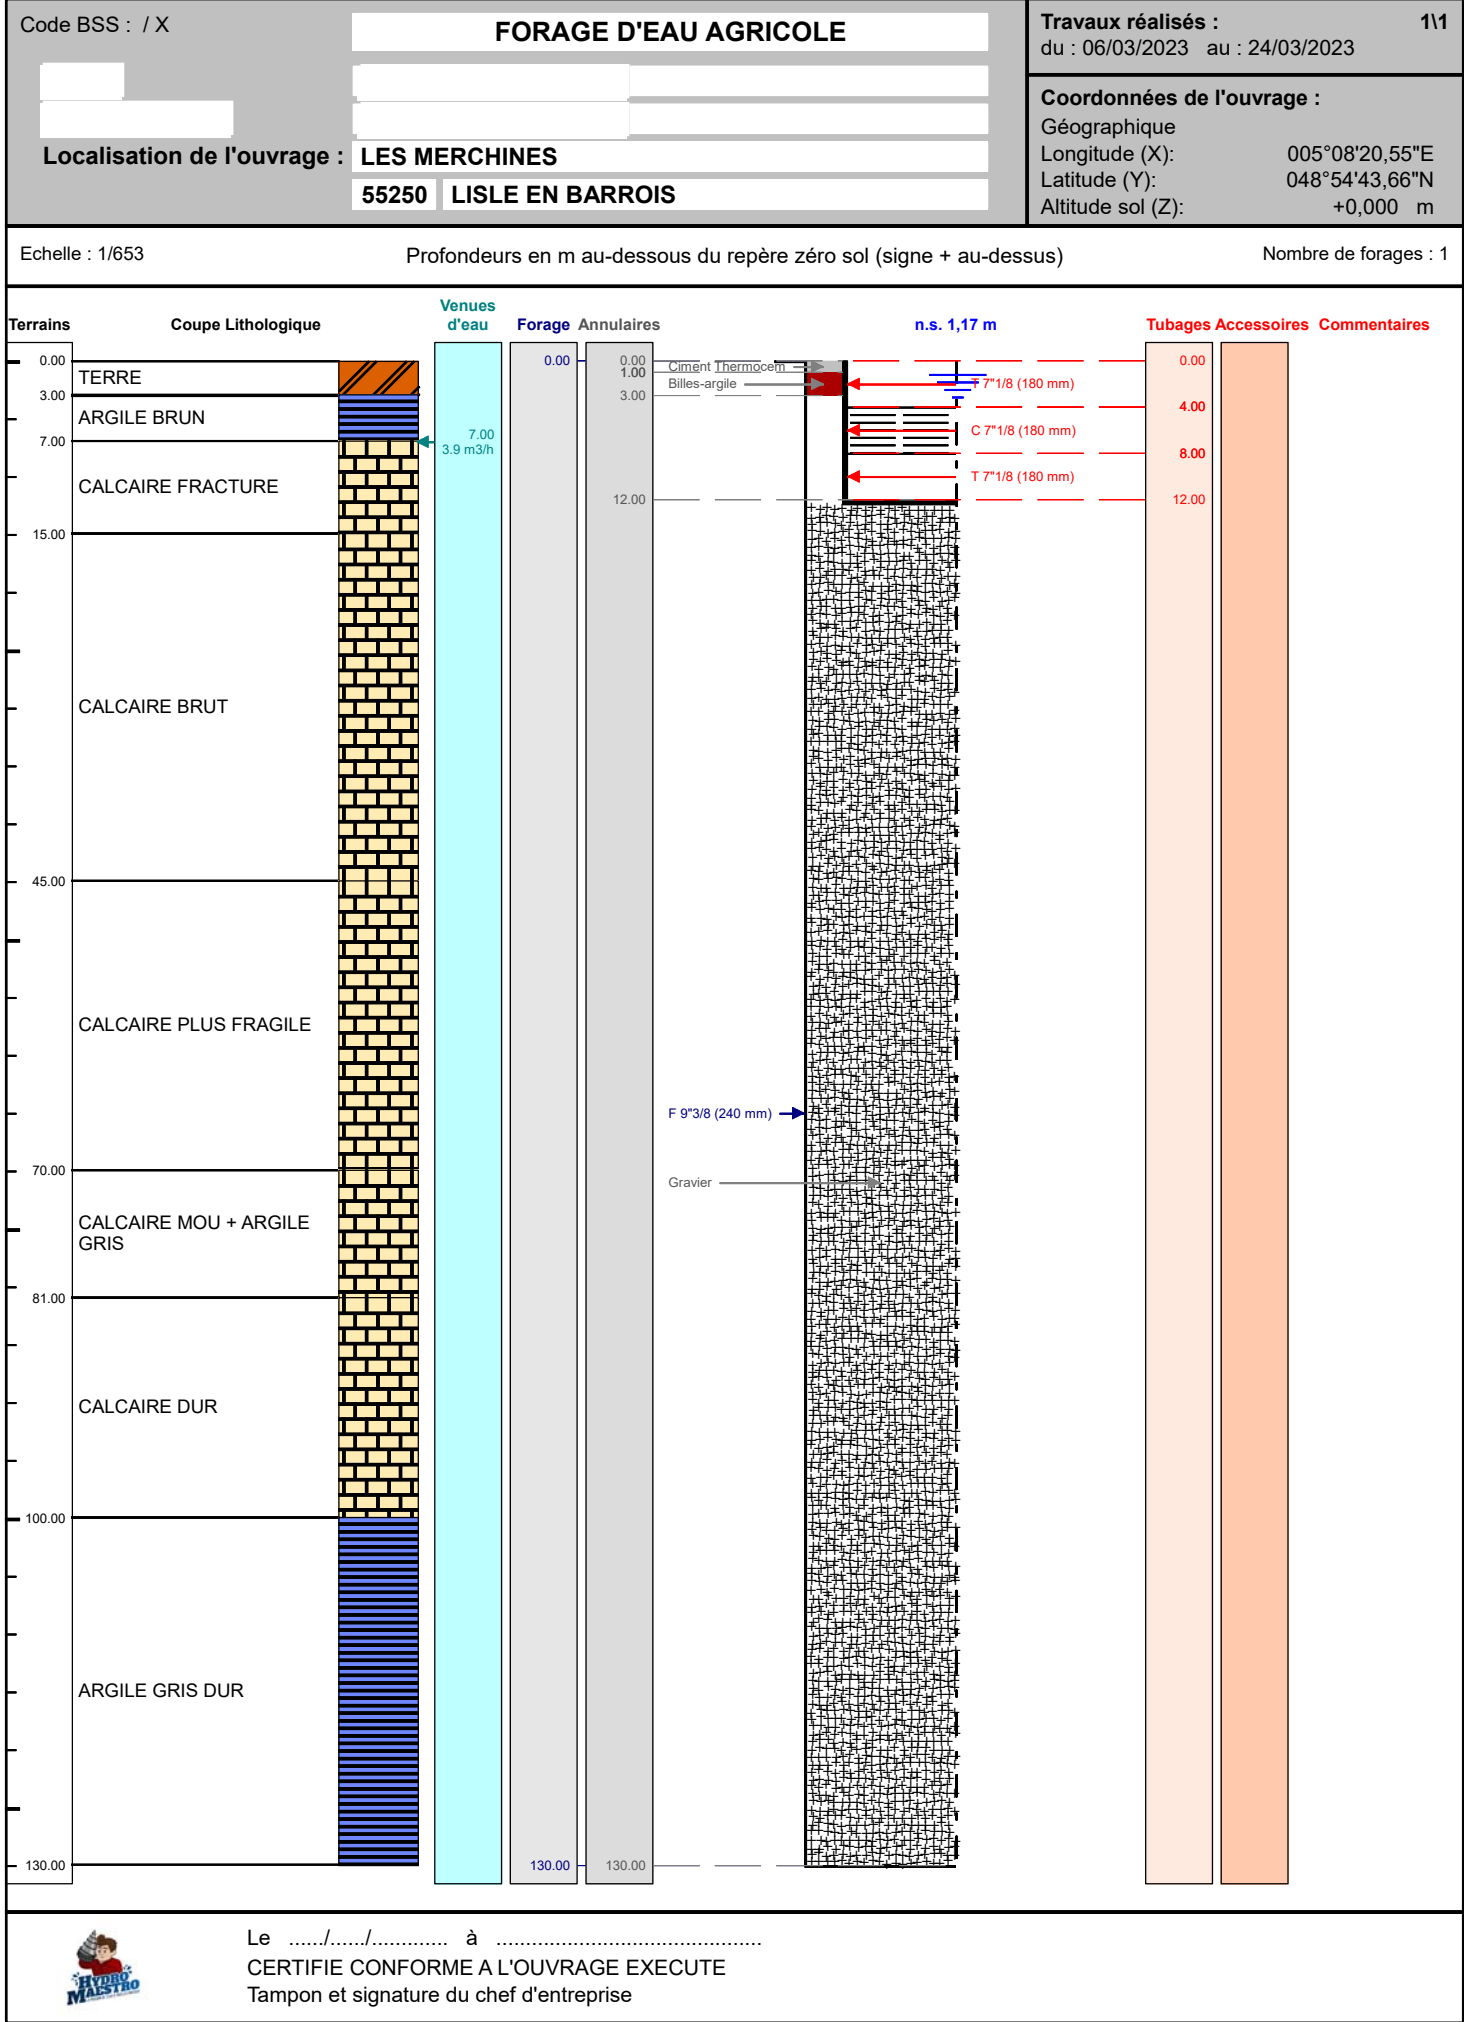 Code BSS : / X
FORAGE D'EAU AGRICOLE
Travaux réalisés : 1\1
du : 06/03/2023 au : 24/03/2023
Coordonnées de l'ouvrage :
Géographique
Longitude (X): 005°08'20,55"E
Latitude (Y): 048°54'43,66"N
Altitude sol (Z): +0,000 m
Localisation de l'ouvrage : LES MERCHINES
55250 LISLE EN BARROIS
Echelle : 1/653
Profondeurs en m au-dessous du repère zéro sol (signe + au-dessus)
Nombre de forages : 1
Terrains
Coupe Lithologique
Venues
d'eau
Forage
Annulaires
n.s. 1,17 m
Tubages
Accessoires
Commentaires
0.00
TERRE
3.00
ARGILE BRUN
7.00
CALCAIRE FRACTURE
15.00
CALCAIRE BRUT
45.00
CALCAIRE PLUS FRAGILE
70.00
CALCAIRE MOU + ARGILE
GRIS
81.00
CALCAIRE DUR
100.00
ARGILE GRIS DUR
130.00
7.00
3.9 m3/h
0.00
130.00
0.00
1.00
3.00
12.00
130.00
Ciment Thermocem
Billes-argile
F 9"3/8 (240 mm)
Gravier
T 7"1/8 (180 mm)
C 7"1/8 (180 mm)
T 7"1/8 (180 mm)
0.00
4.00
8.00
12.00
Le ....../....../............. à .............................................
CERTIFIE CONFORME A L'OUVRAGE EXECUTE
Tampon et signature du chef d'entreprise
HYDRO
MAESTRO